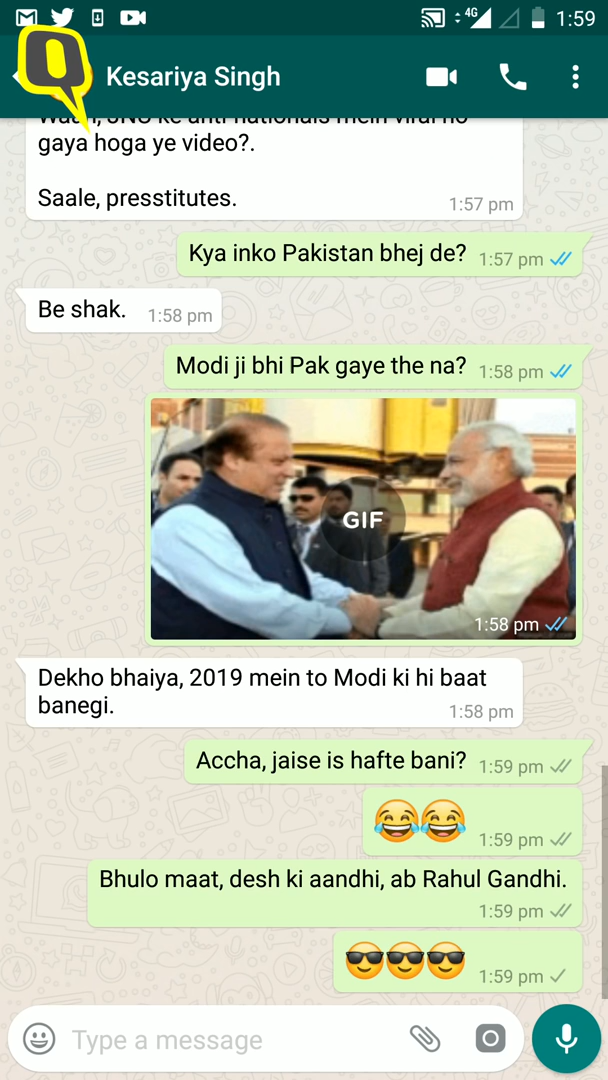 4G
1:59
Q
Kesariya Singh
gaya hoga ye video?.
Saale, presstitutes.
1:57 pm
Kya inko Pakistan bhej de?
1:57 pm
Be shak.
1:58 pm
Modi ji bhi Pak gaye the na?
1:58 pm
GIF
1:58 pm
Dekho bhaiya, 2019 mein to Modi ki hi baat
banegi.
1:58 pm
Accha, jaise is hafte bani?
1:59 pm
1:59 pm
Bhulo maat, desh ki aandhi, ab Rahul Gandhi.
1:59 pm
1:59 pm
Type a message